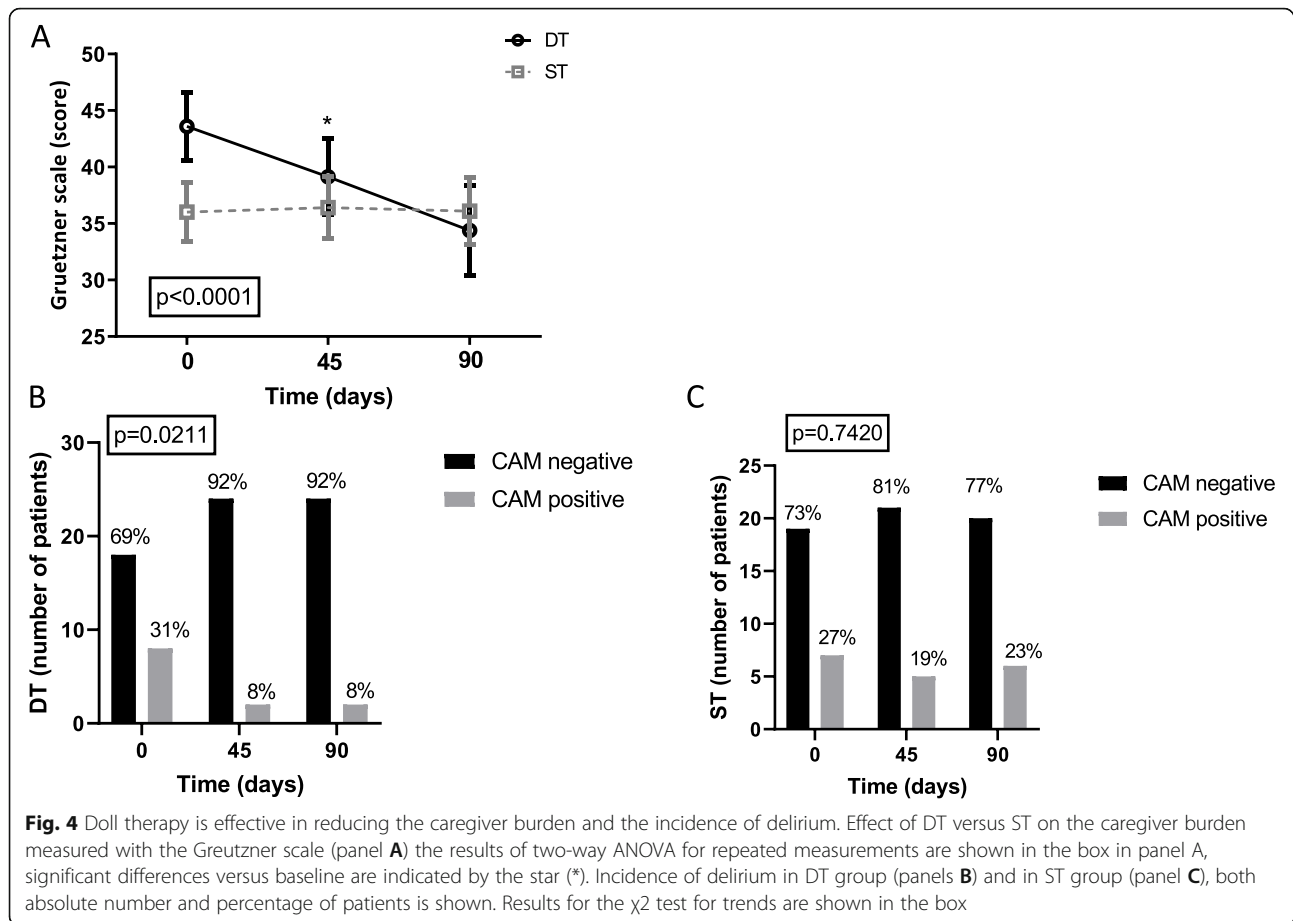 A
DT
ST
50
45
40
35
30
25
Gruetzner scale (score)
*
p<0.0001
0 45 90
Time (days)
B
p=0.0211
30
20
10
0
DT (number of patients)
69% 31% 92% 8% 92% 8%
CAM negative
CAM positive
0 45 90
Time (days)
C
p=0.7420
25
20
15
10
5
0
ST (number of patients)
73% 27% 81% 19% 77% 23%
CAM negative
CAM positive
0 45 90
Time (days)
Fig. 4 Doll therapy is effective in reducing the caregiver burden and the incidence of delirium. Effect of DT versus ST on the caregiver burden
measured with the Greutzner scale (panel A) the results of two-way ANOVA for repeated measurements are shown in the box in panel A,
significant differences versus baseline are indicated by the star (*). Incidence of delirium in DT group (panels B) and in ST group (panel C), both
absolute number and percentage of patients is shown. Results for the χ2 test for trends are shown in the box